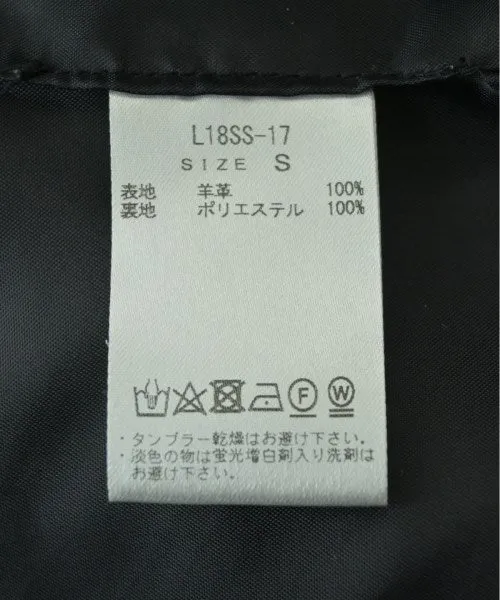 L18SS-17
SIZE S
表地 羊革 100%
裏地 ポリエステル 100%
F W
・タンブラー乾燥はお避け下さい。
・淡色の物は蛍光増白剤入り洗剤は
お避け下さい。